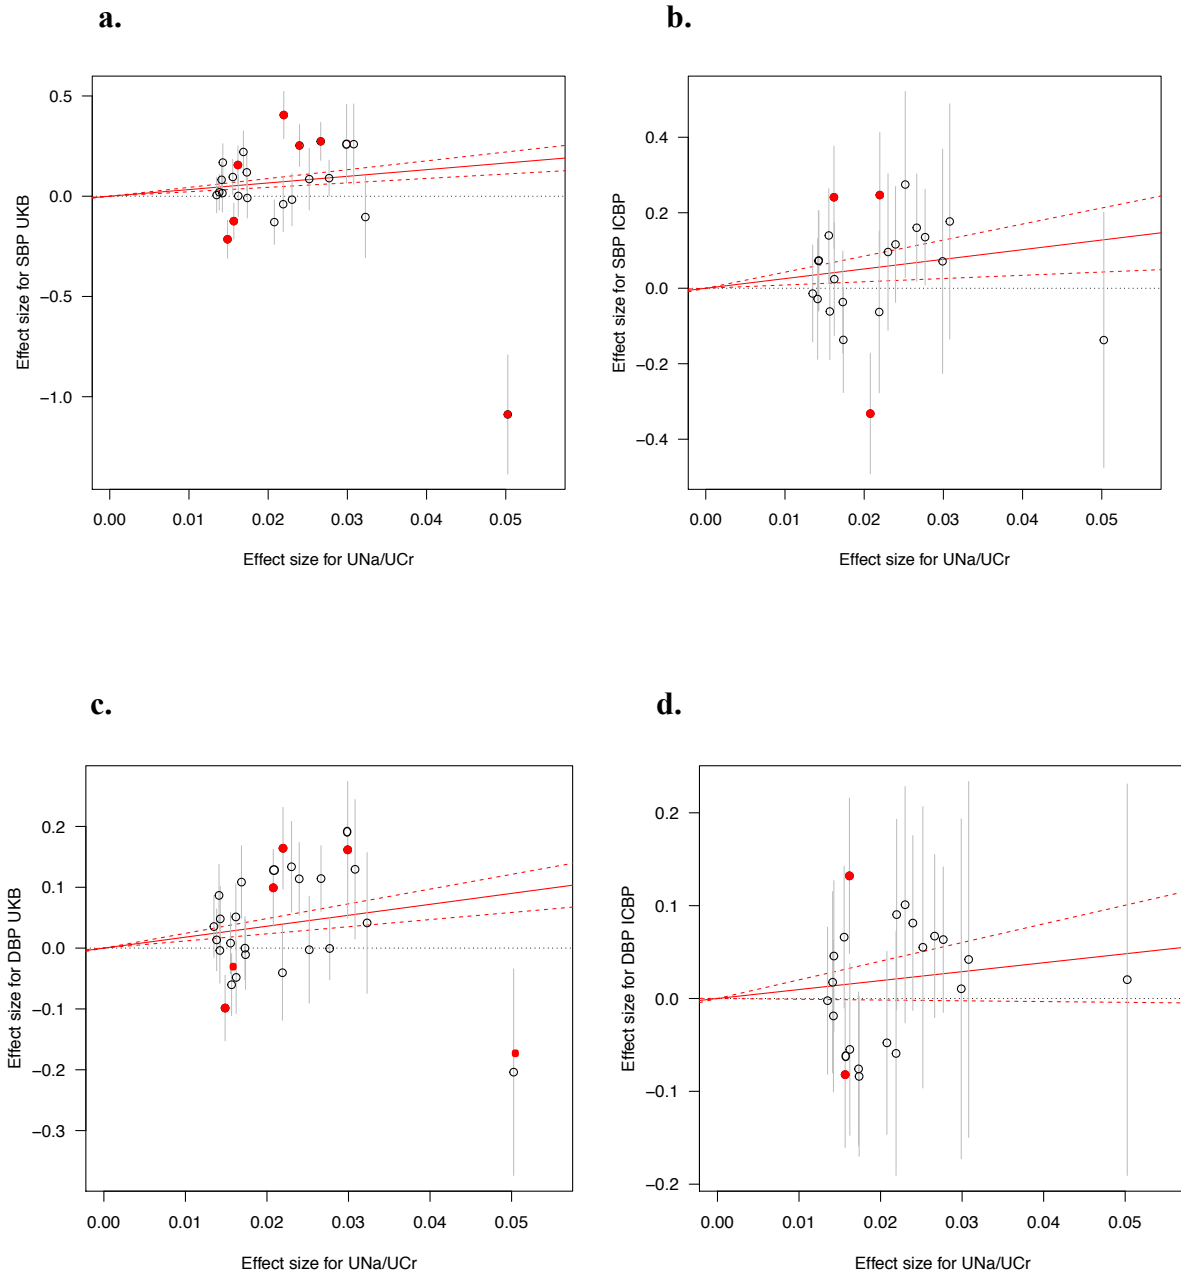 a.
0.5
0.0
−0.5
−1.0
Effect size for SBP UKB
0.00 0.01 0.02 0.03 0.04 0.05
Effect size for UNa/UCr
b.
0.4
0.2
0.0
−0.2
−0.4
Effect size for SBP ICBP
0.00 0.01 0.02 0.03 0.04 0.05
Effect size for UNa/UCr
c.
0.2
0.1
0.0
−0.1
−0.2
−0.3
Effect size for DBP UKB
0.00 0.01 0.02 0.03 0.04 0.05
Effect size for UNa/UCr
d.
0.2
0.1
0.0
−0.1
−0.2
Effect size for DBP ICBP
0.00 0.01 0.02 0.03 0.04 0.05
Effect size for UNa/UCr